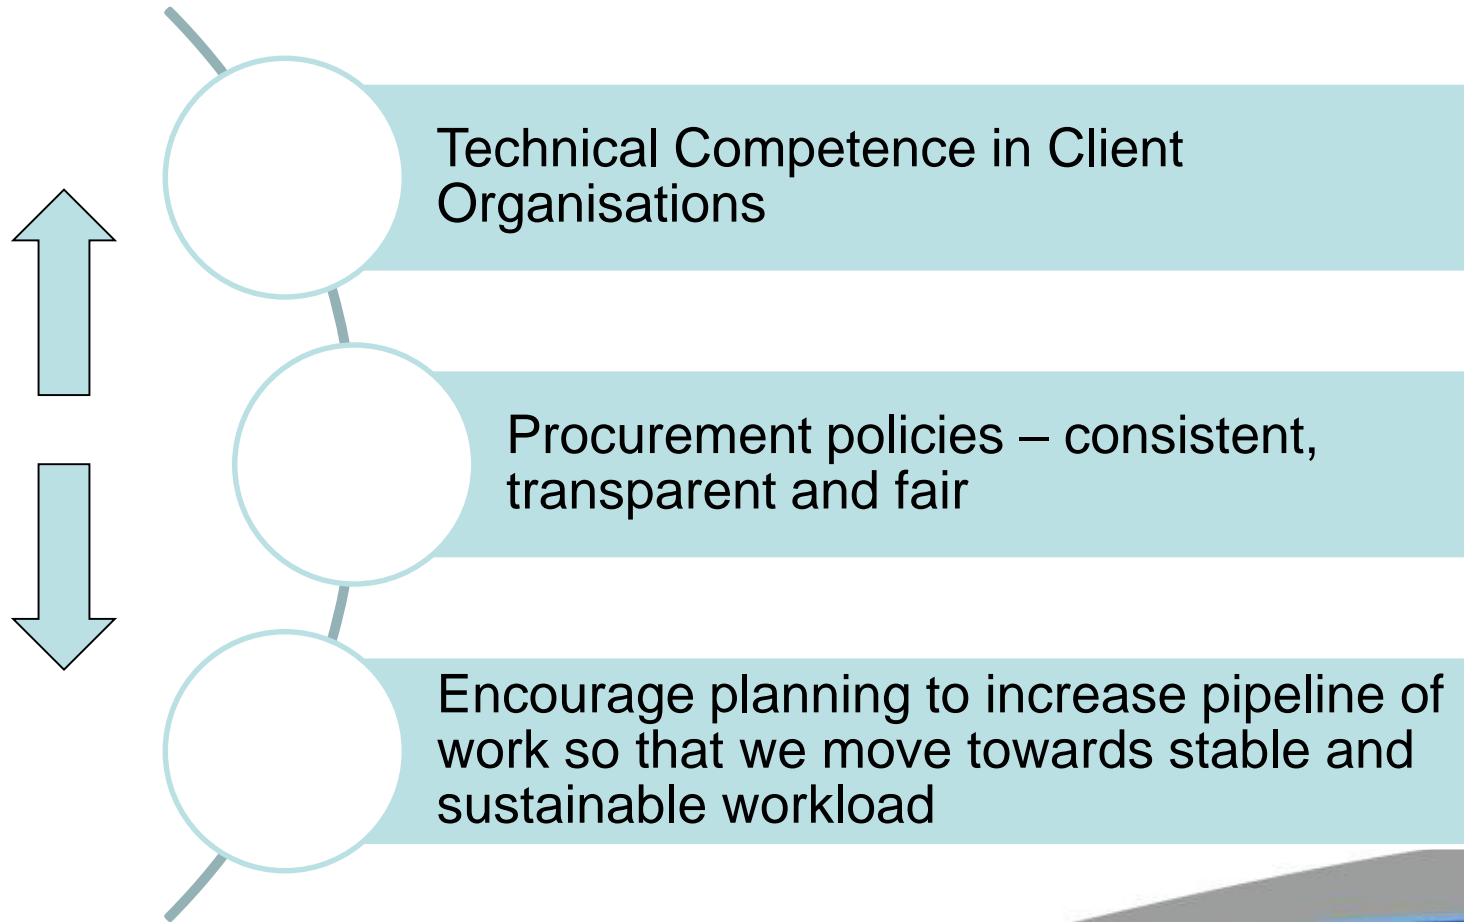 Technical Competence in Client
Organisations
Procurement policies – consistent,
transparent and fair
Encourage planning to increase pipeline of
work so that we move towards stable and
sustainable workload